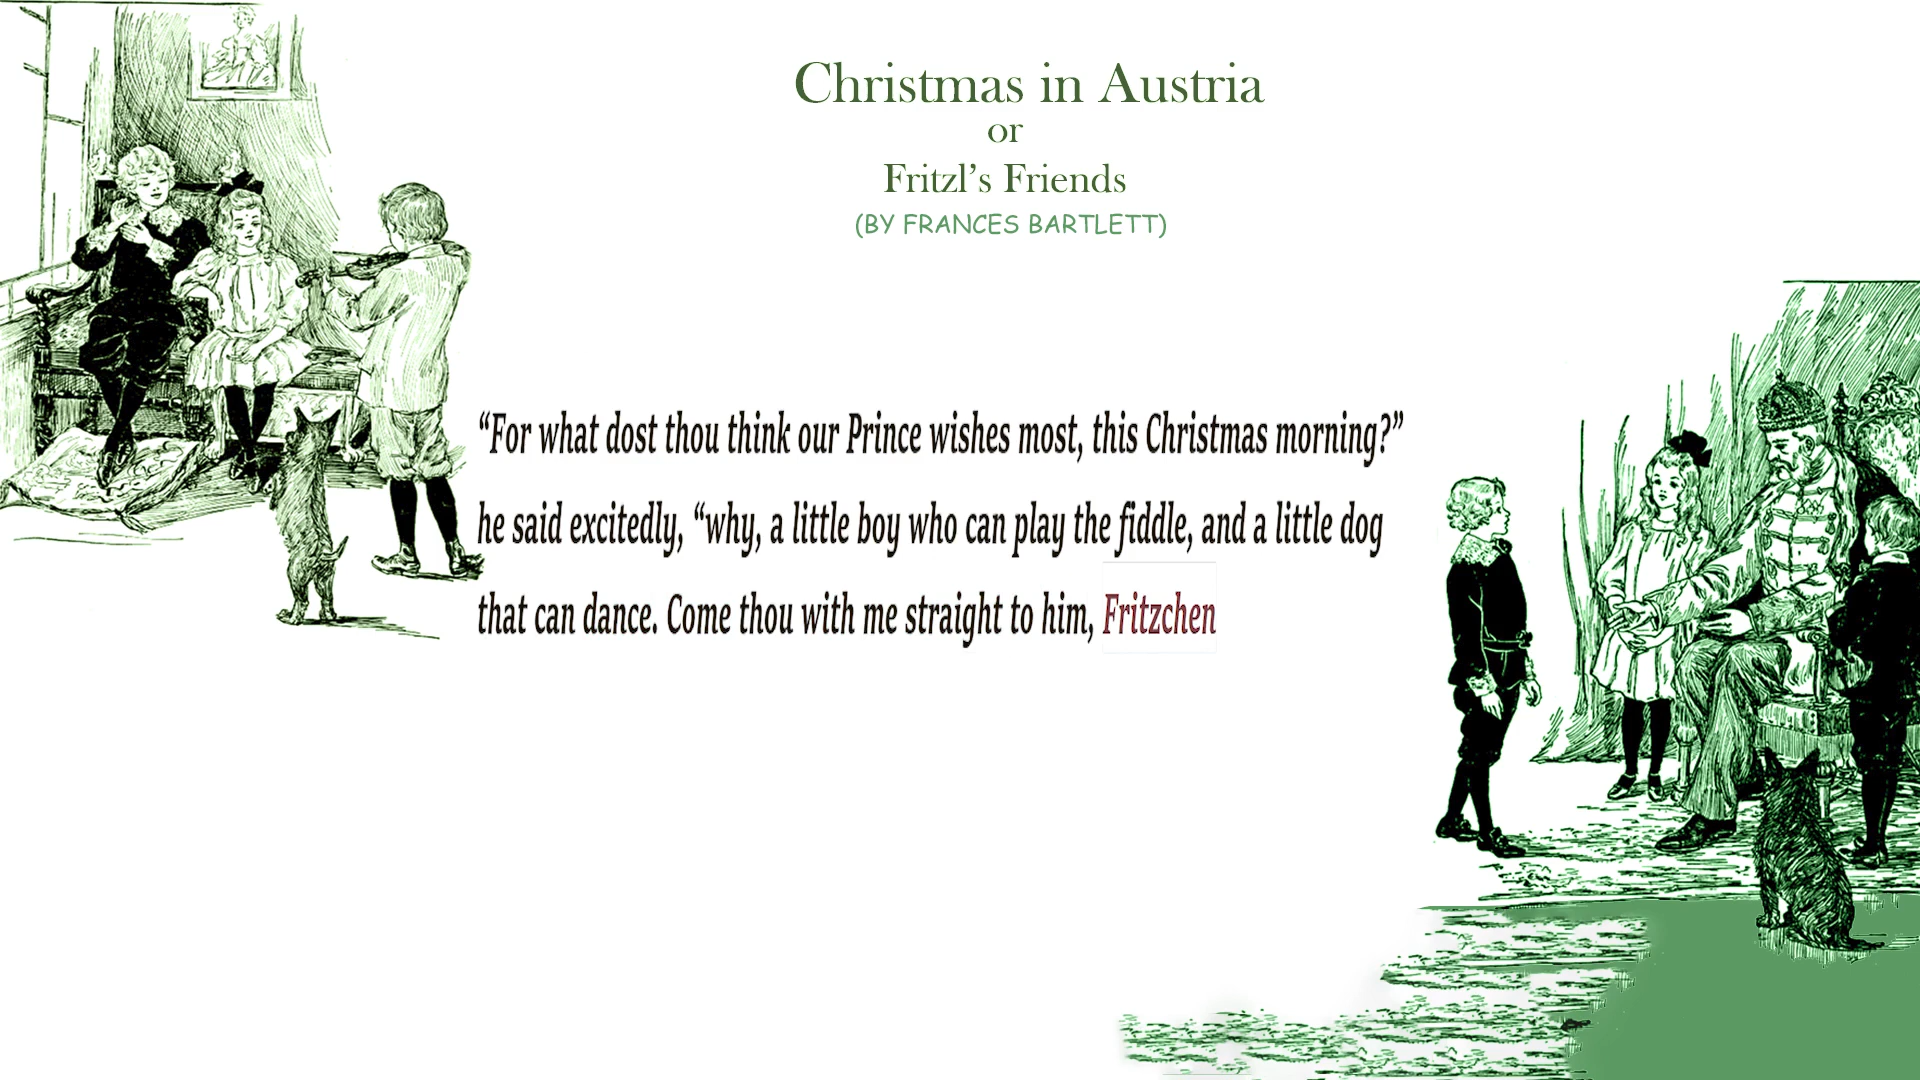 Christmas in Austria
or
Fritzl’s Friends
(BY FRANCES BARTLETT)
“For what dost thou think our Prince wishes most, this Christmas morning?”
he said excitedly, “why, a little boy who can play the fiddle, and a little dog
that can dance. Come thou with me straight to him, Fritzchen